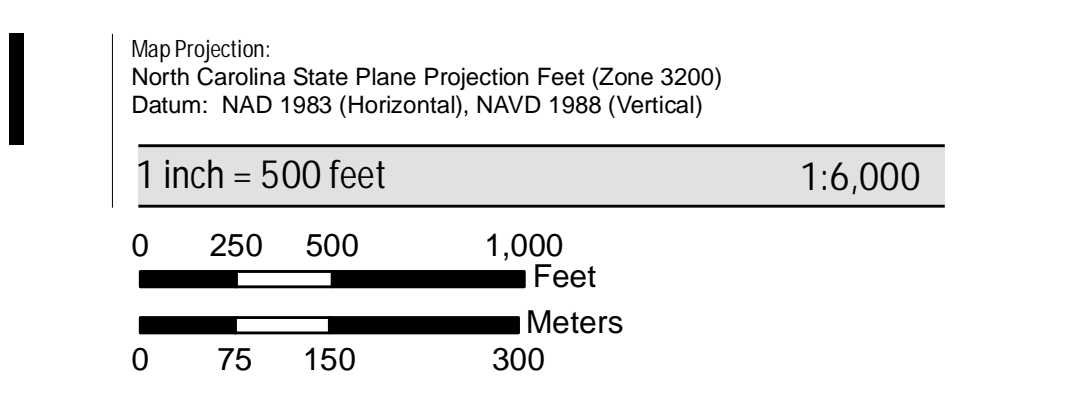 Map Projection:
North Carolina State Plane Projection Feet (Zone 3200)
Datum:  NAD 1983 (Horizontal), NAVD 1988 (Vertical)
1 inch = 500 feet 1:6,000
0 250 500 1,000
Feet
Meters
0 75 150 300